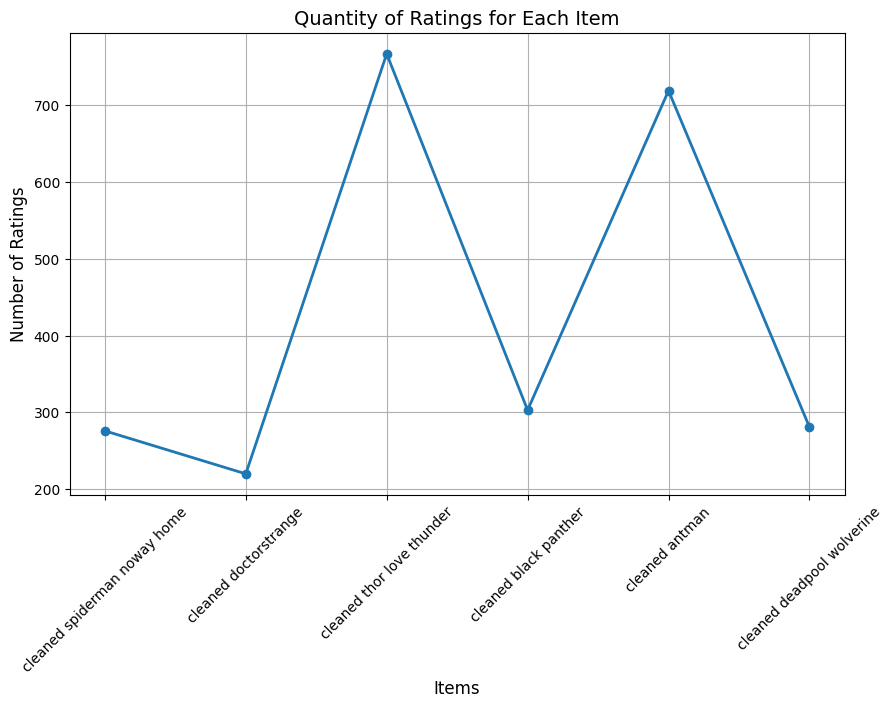 Quantity of Ratings for Each Item
Number of Ratings
700
600
500
400
300
200
cleaned spiderman noway home
cleaned doctorstrange
cleaned thor love thunder
cleaned black panther
cleaned antman
cleaned deadpool wolverine
Items